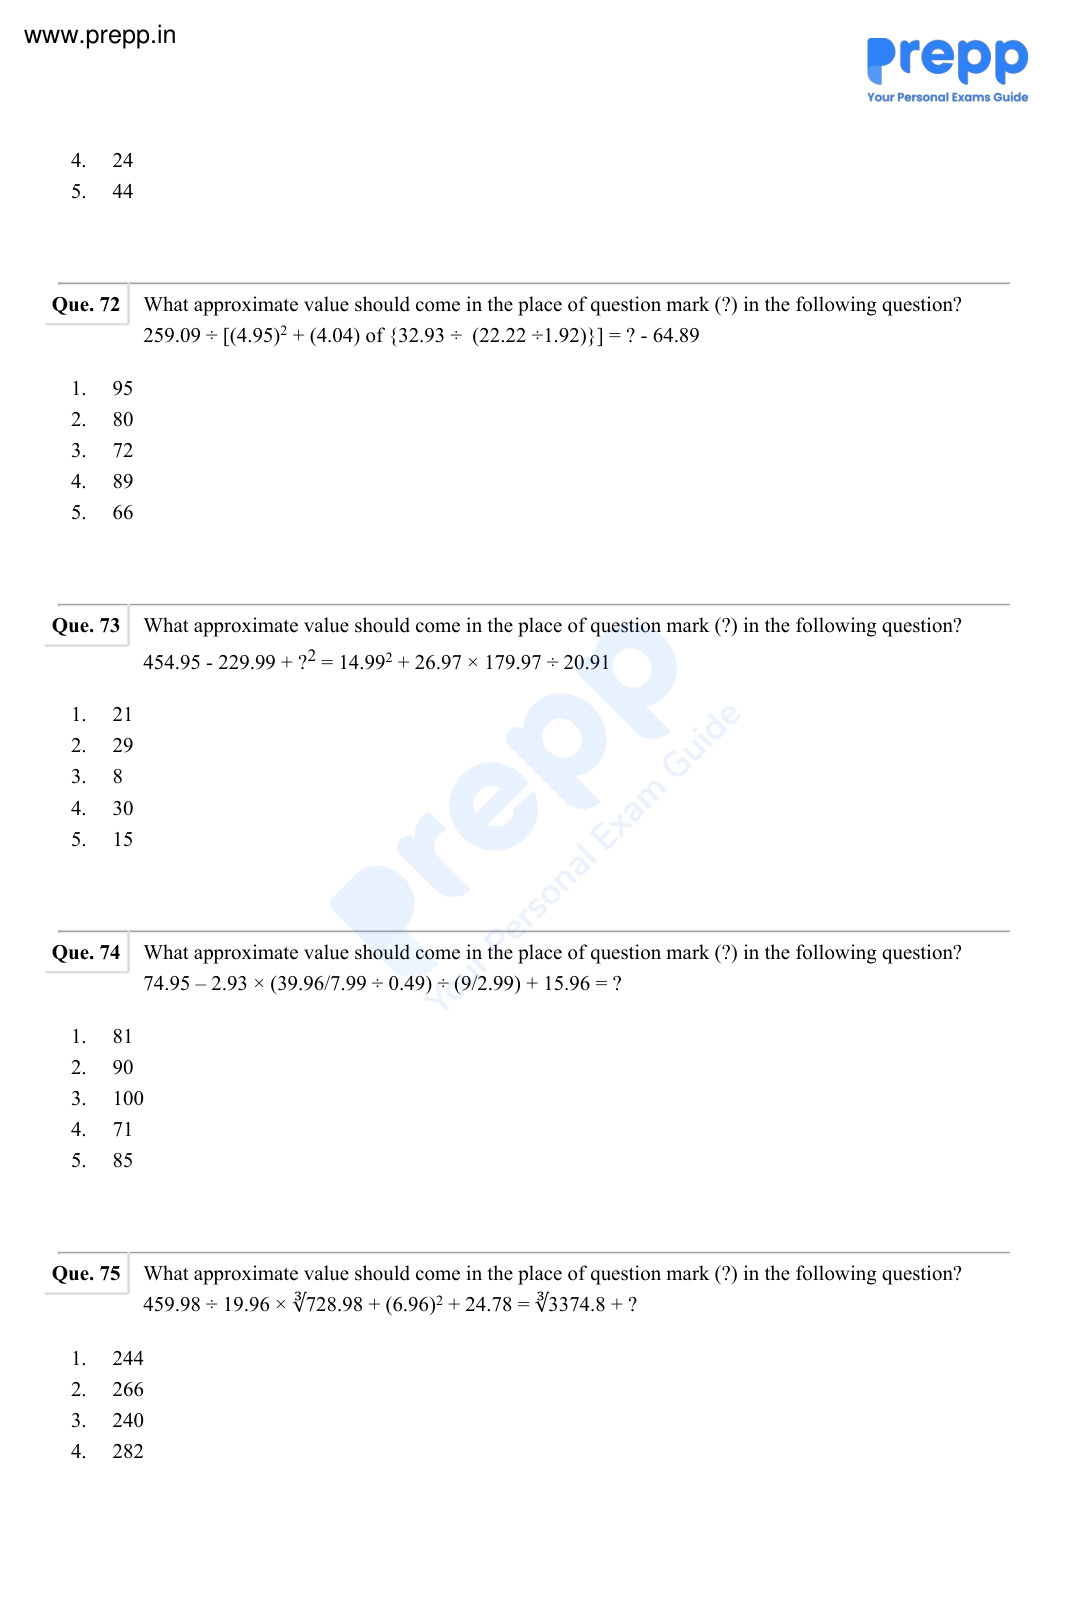 www.prepp.in
prepp
Your Personal Exams Guide
4. 24
5. 44
Que. 72 What approximate value should come in the place of question mark (?) in the following question?
259.09 ÷ [(4.95)² + (4.04) of {32.93 ÷ (22.22 ÷1.92)}] = ? - 64.89
1. 95
2. 80
3. 72
4. 89
5. 66
Que. 73 What approximate value should come in the place of question mark (?) in the following question?
454.95 - 229.99 + ?² = 14.99² + 26.97 × 179.97 ÷ 20.91
1. 21
2. 29
3. 8
4. 30
5. 15
prepp
Your Personal Exam Guide
Que. 74 What approximate value should come in the place of question mark (?) in the following question?
74.95 – 2.93 × (39.96/7.99 ÷ 0.49) ÷ (9/2.99) + 15.96 = ?
1. 81
2. 90
3. 100
4. 71
5. 85
Que. 75 What approximate value should come in the place of question mark (?) in the following question?
459.98 ÷ 19.96 × ∛728.98 + (6.96)² + 24.78 = ∛3374.8 + ?
1. 244
2. 266
3. 240
4. 282